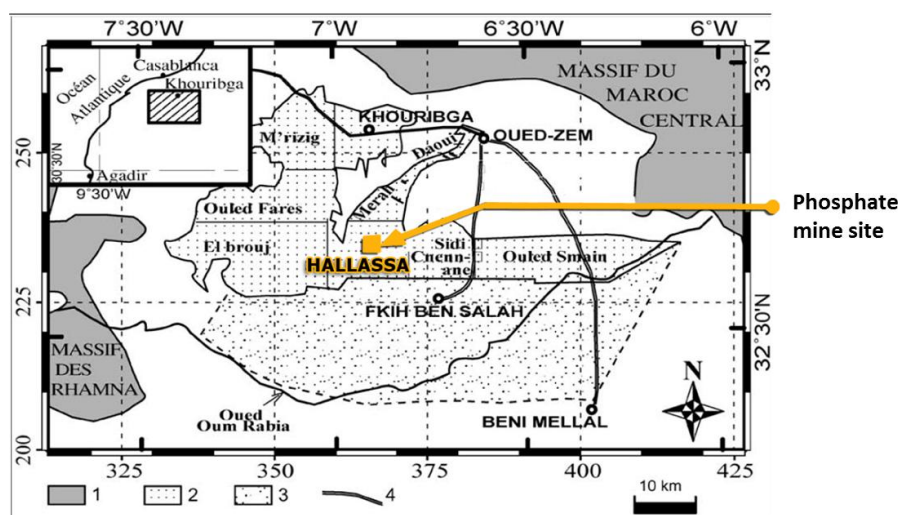 7°30'W
7°W
6°30'W
6°W
Casablanca
Khouribga
Océan
Atlantique
Agadir
30°30'N
9°30'W
33°N
MASSIF DU
MAROC
CENTRAL
KHOURIBGA
OUED-ZEM
M'rizig
Daoui
Merah
250
Ouled Fares
El brouj
HALLASSA
Sidi
Cnenn-
ane
Ouled Smain
Phosphate
mine site
225
FKIH BEN SALAH
32°30'N
MASSIF
DES
RHAMNA
Oued
Oum Rabia
BENI MELLAL
N
200
325
350
375
400
425
1
2
3
4
10 km